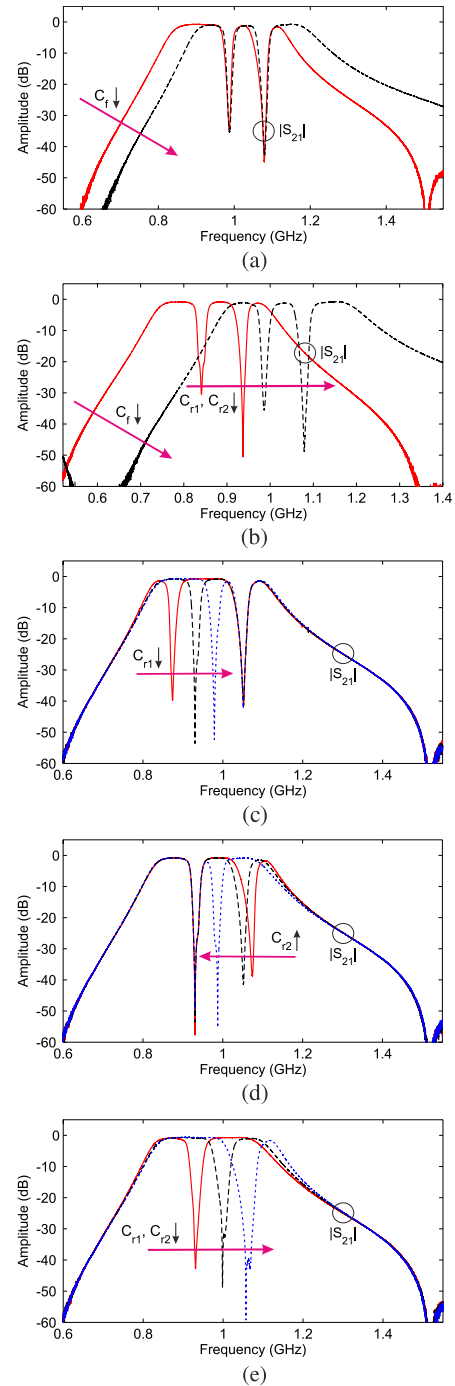 0
-10
-20
-30
-40
-50
-60
Amplitude (dB)
C_f ↓
|S_21|
0.6 0.8 1 1.2 1.4
Frequency (GHz)
(a)
0
-10
-20
-30
-40
-50
-60
Amplitude (dB)
|S_21|
C_f ↓
C_r1, C_r2 ↓
0.6 0.7 0.8 0.9 1 1.1 1.2 1.3 1.4
Frequency (GHz)
(b)
0
-10
-20
-30
-40
-50
-60
Amplitude (dB)
C_r1 ↓
|S_21|
0.6 0.8 1 1.2 1.4
Frequency (GHz)
(c)
0
-10
-20
-30
-40
-50
-60
Amplitude (dB)
C_r2 ↑
|S_21|
0.6 0.8 1 1.2 1.4
Frequency (GHz)
(d)
0
-10
-20
-30
-40
-50
-60
Amplitude (dB)
C_r1, C_r2 ↓
|S_21|
0.6 0.8 1 1.2 1.4
Frequency (GHz)
(e)